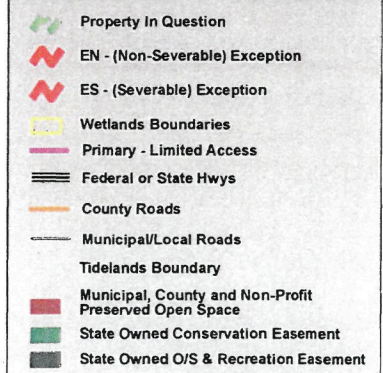 Property In Question
EN - (Non-Severable) Exception
ES - (Severable) Exception
Wetlands Boundaries
Primary - Limited Access
Federal or State Hwys
County Roads
Municipal/Local Roads
Tidelands Boundary
Municipal, County and Non-Profit
Preserved Open Space
State Owned Conservation Easement
State Owned O/S & Recreation Easement